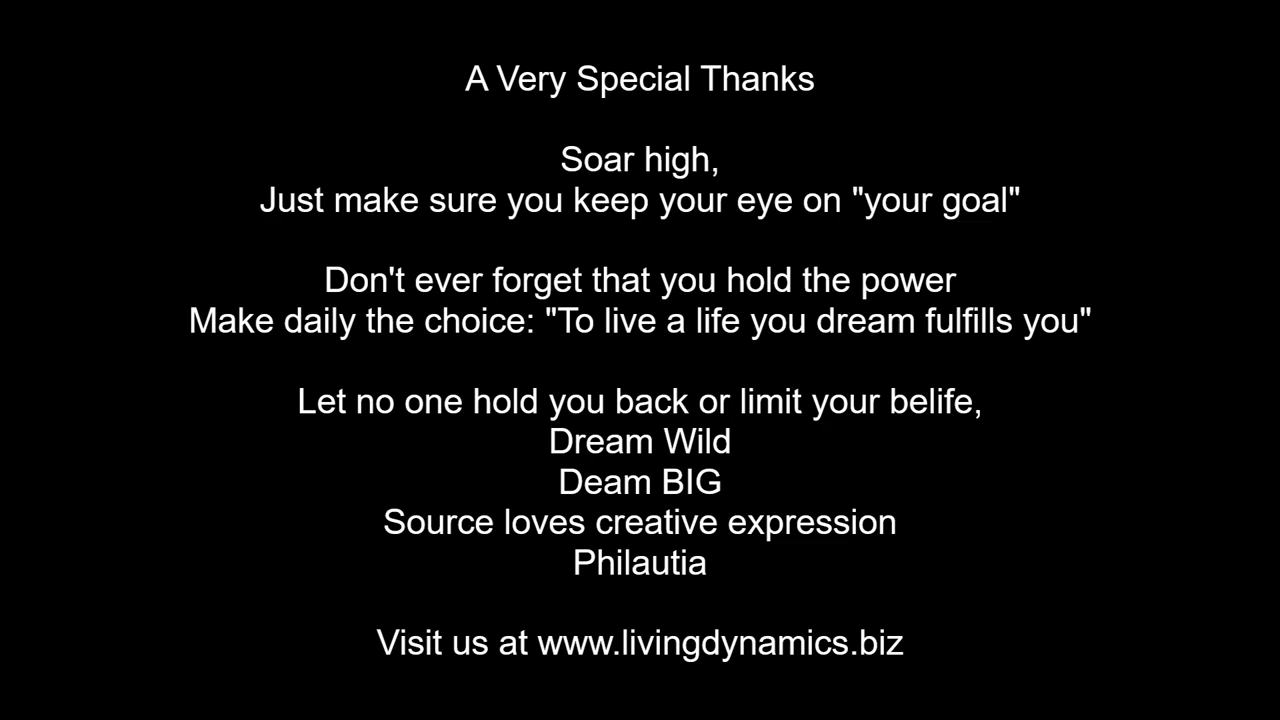 A Very Special Thanks
Soar high,
Just make sure you keep your eye on "your goal"
Don't ever forget that you hold the power
Make daily the choice: "To live a life you dream fulfills you"
Let no one hold you back or limit your belife,
Dream Wild
Deam BIG
Source loves creative expression
Philautia
Visit us at www.livingdynamics.biz